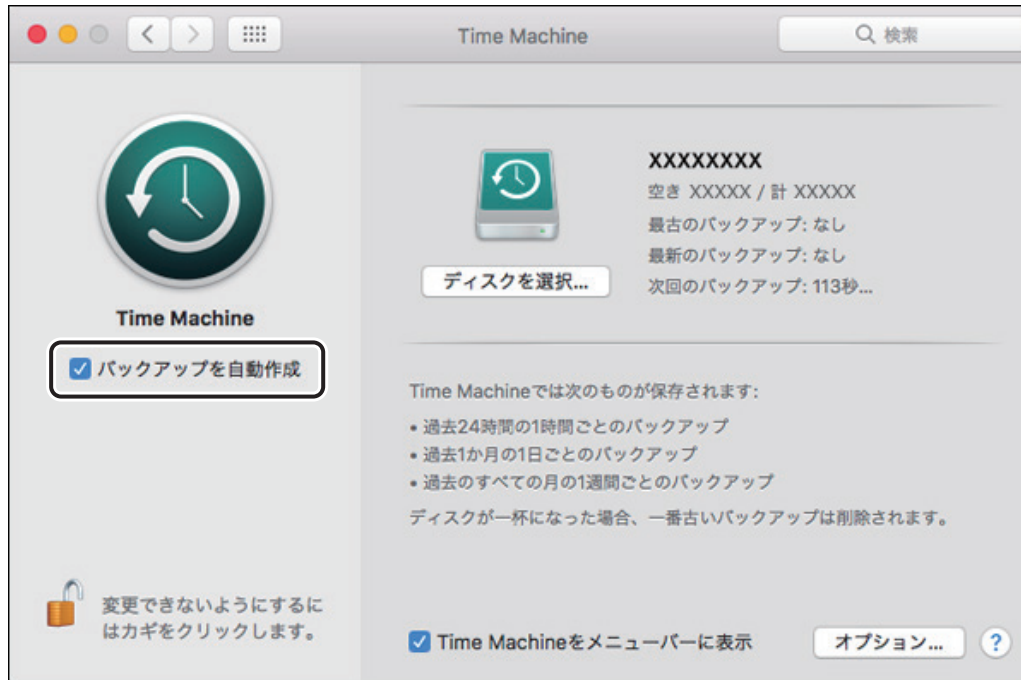 Time Machine
検索
Time Machine
バックアップを自動作成
変更できないようにするに
はカギをクリックします。
XXXXXXXX
空き XXXXX / 計 XXXXX
最古のバックアップ: なし
最新のバックアップ: なし
次回のバックアップ: 113秒...
ディスクを選択...
Time Machineでは次のものが保存されます:
• 過去24時間の1時間ごとのバックアップ
• 過去1か月の1日ごとのバックアップ
• 過去のすべての月の1週間ごとのバックアップ
ディスクが一杯になった場合、一番古いバックアップは削除されます。
Time Machineをメニューバーに表示
オプション...
?